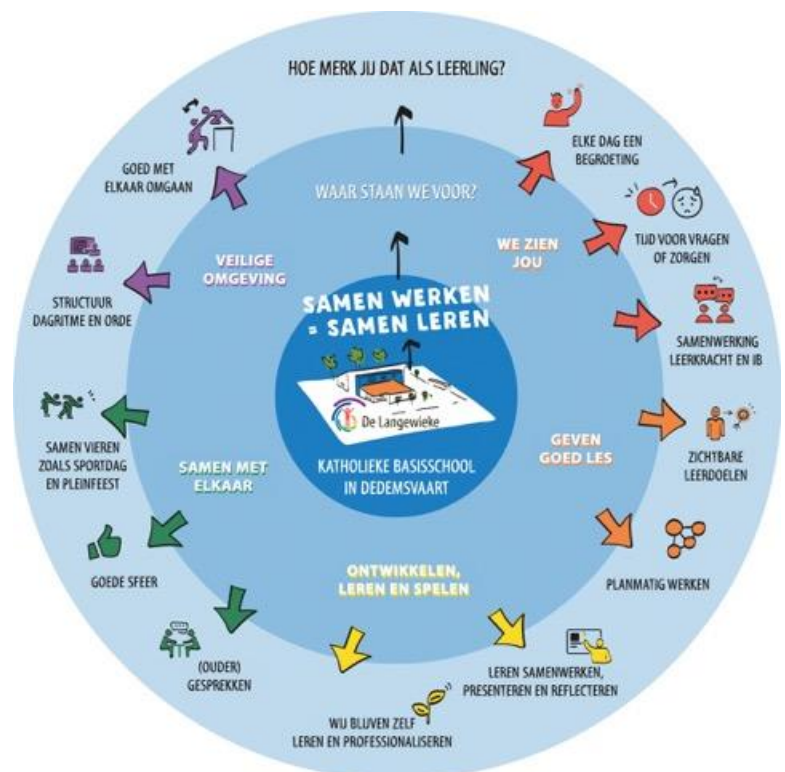 HOE MERK JIJ DAT ALS LEERLING?
WAAR STAAN WE VOOR?
SAMEN WERKEN
= SAMEN LEREN
De Langewieke
KATHOLIEKE BASISSCHOOL
IN DEDEMSVAART
WE ZIEN
JOU
ELKE DAG EEN
BEGROETING
TIJD VOOR VRAGEN
OF ZORGEN
SAMENWERKING
LEERKRACHT EN IB
GEVEN
GOED LES
ZICHTBARE
LEERDOELEN
PLANMATIG WERKEN
ONTWIKKELEN,
LEREN EN SPELEN
LEREN SAMENWERKEN,
PRESENTEREN EN REFLECTEREN
WIJ BLIJVEN ZELF
LEREN EN PROFESSIONALISEREN
SAMEN MET
ELKAAR
(OUDER)
GESPREKKEN
GOEDE SFEER
SAMEN VIEREN
ZOALS SPORTDAG
EN PLEINFEEST
VEILIGE
OMGEVING
STRUCTUUR
DAGRITME EN ORDE
GOED MET
ELKAAR OMGAAN